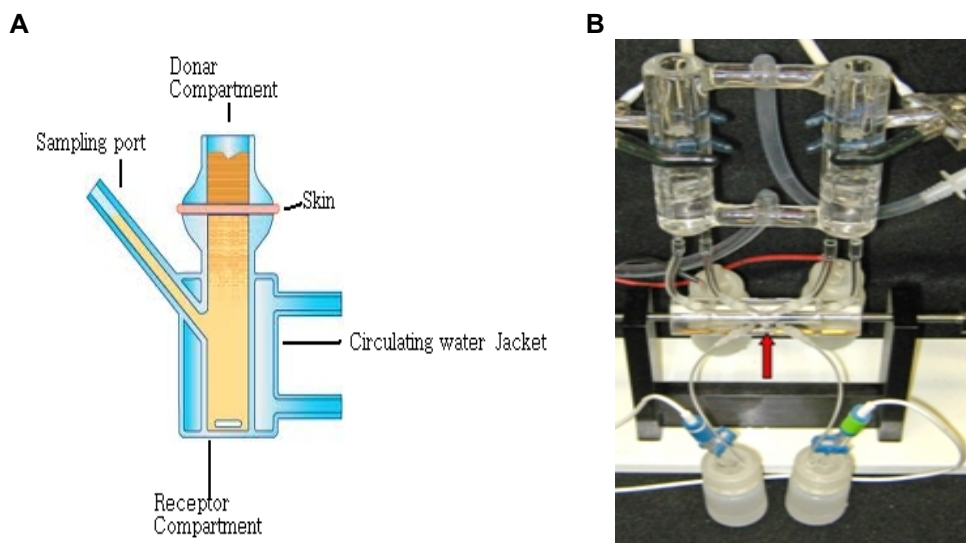 A
B
Donar
Compartment
Sampling port
Skin
Circulating water Jacket
Receptor
Compartment